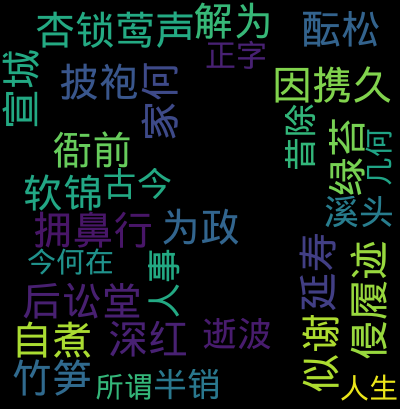 杏锁莺声
解为
酝松
正字
宣城
披袍
家何
因携久
昔除
绿苔
几何
衙前
软锦
古今
溪头
拥鼻行
为政
今何在
人事
延寿
侵履迹
后讼堂
自煮
深红
逝波
似谢
竹笋
所谓
半销
人生